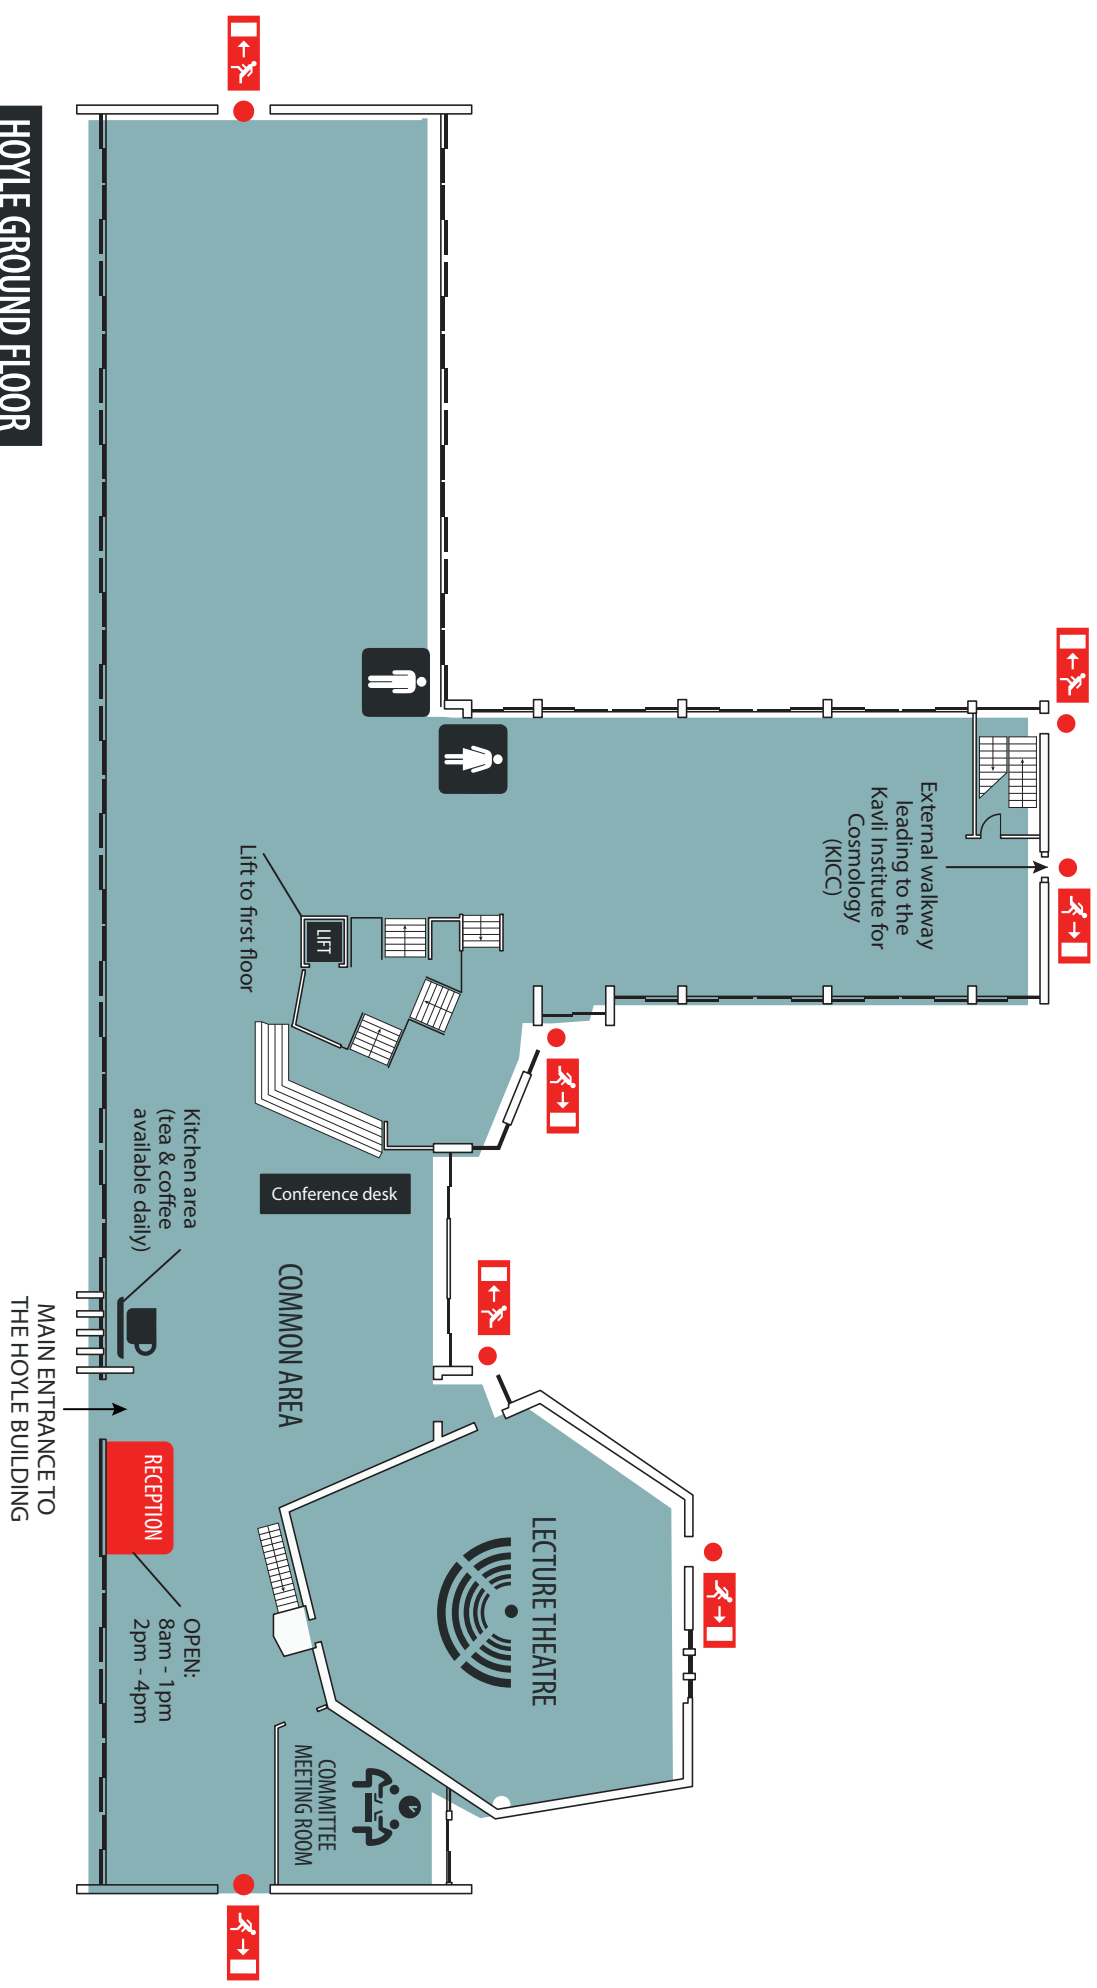 HOYLE GROUND FLOOR
External walkway
leading to the
Kavli Institute for
Cosmology
(KICC)
Lift to first floor
LIFT
Conference desk
COMMON AREA
Kitchen area
(tea & coffee
available daily)
MAIN ENTRANCE TO
THE HOYLE BUILDING
RECEPTION
OPEN:
8am - 1pm
2pm - 4pm
LECTURE THEATRE
COMMITTEE
MEETING ROOM